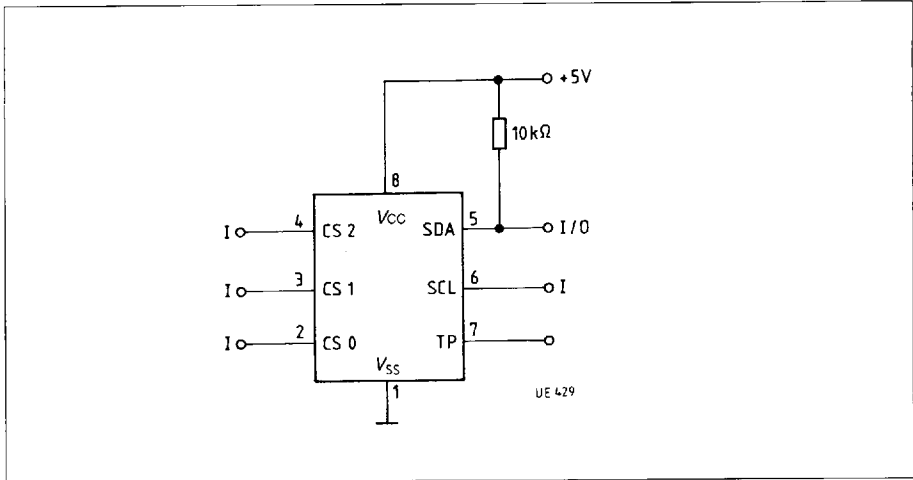 +5V
10kΩ
8
4 CS 2 VCC SDA 5 I/O
I
3 CS 1 SCL 6 I
I
2 CS 0 TP 7
I
VSS
1
UE 429